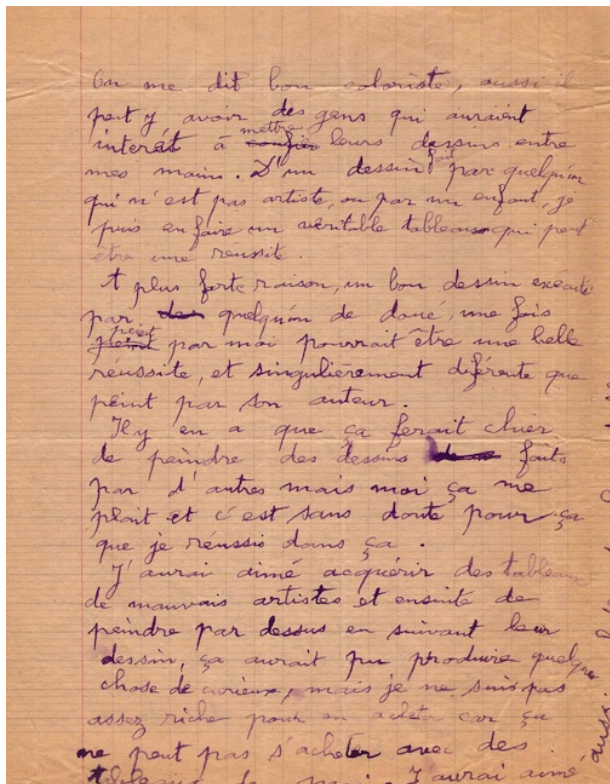 On me dit bon coloriste, aussi il
peut y avoir des gens qui auraient
intérêt à mettre leurs dessins entre
mes mains. D'un dessin fait par quelqu'un
qui n'est pas artiste, ou par un enfant, je
puis en faire un véritable tableau qui peut
être une réussite.
A plus forte raison, un bon dessin exécuté
par quelqu'un de doué, une fois
peint par moi pourrait être une belle
réussite, et singulièrement diférente que
peint par son auteur.
Il y en a que ça ferait chier
de peindre des dessins faits
par d'autres mais moi ça me
plait et c'est sans doute pour ça
que je réussis dans ça.
J'aurai aimé acquérir des tableaux
de mauvais artistes et ensuite de
peindre par dessus en suivant leur
dessin, ça aurait pu produire quelque
chose de curieux, mais je ne suis pas
assez riche pour en acheter car ça
ne peut pas s'acheter avec des
J'aurai aimé
aussi